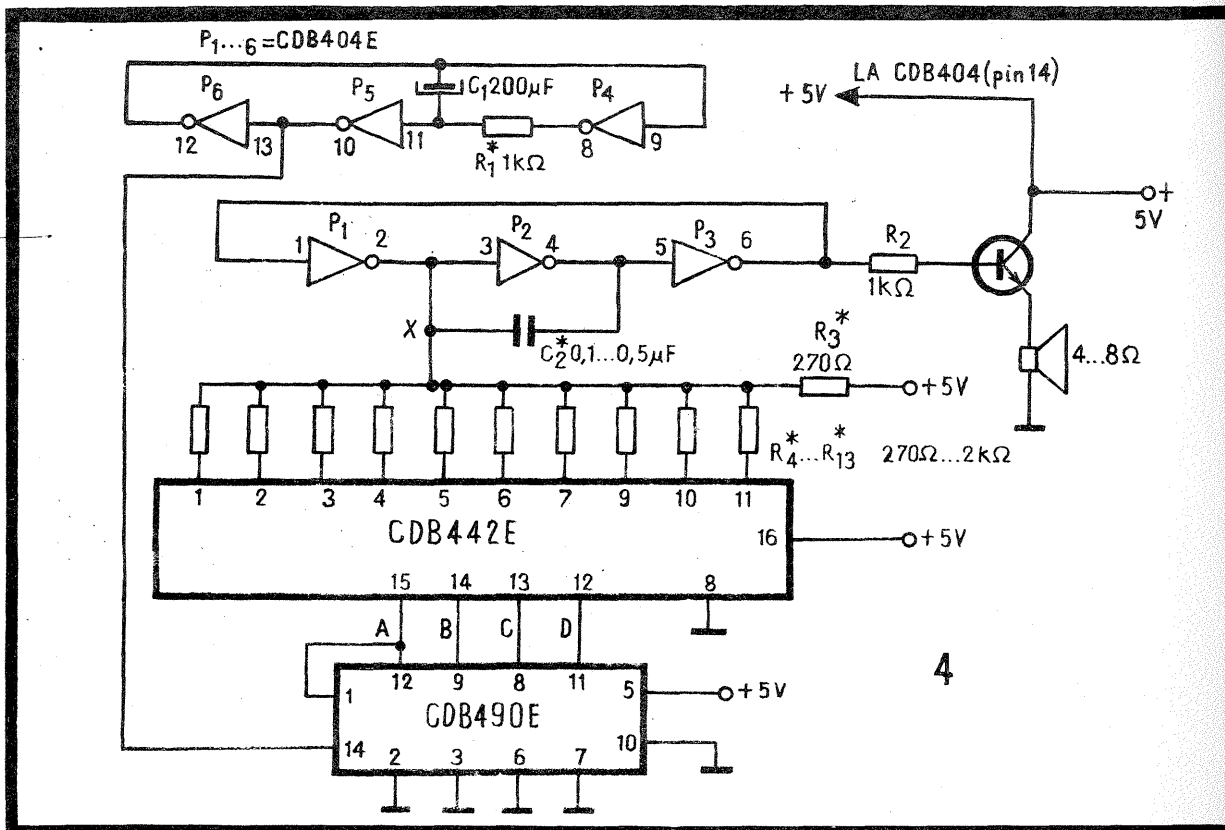 P1...6=CDB404E
P6
P5
C1 200μF
P4
12
13
10
11
R1* 1kΩ
8
9
LA CDB404(pin14)
+5V
+
5V
1
P1
2
3
P2
4
5
P3
6
R2
1kΩ
X
C2* 0,1...0,5μF
R3*
270Ω
+5V
4...8Ω
R4*...R13* 270Ω...2kΩ
1 2 3 4 5 6 7 9 10 11
CDB442E
16
+5V
15 14 13 12 8
A B C D
12 9 8 11
1
5
+5V
CDB490E
14
10
2 3 6 7
4